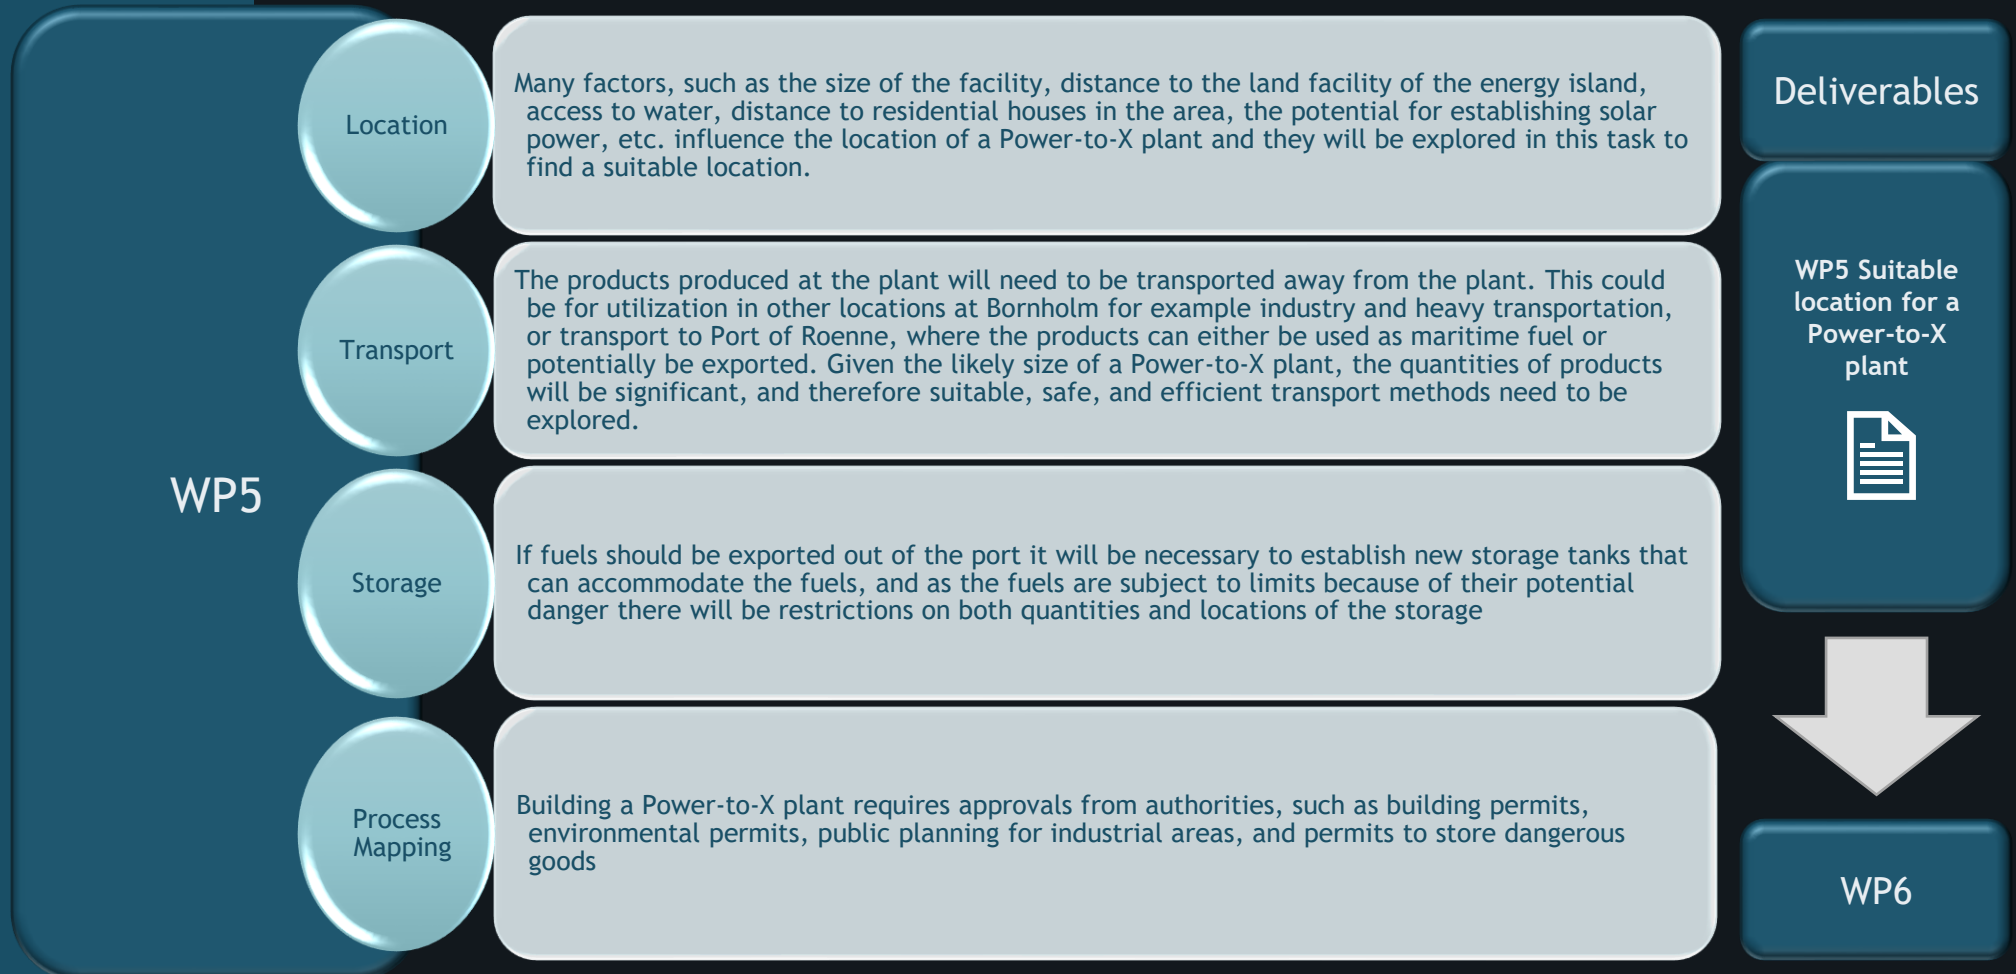 WP5
Location
Many factors, such as the size of the facility, distance to the land facility of the energy island,
access to water, distance to residential houses in the area, the potential for establishing solar
power, etc. influence the location of a Power-to-X plant and they will be explored in this task to
find a suitable location.
Transport
The products produced at the plant will need to be transported away from the plant. This could
be for utilization in other locations at Bornholm for example industry and heavy transportation,
or transport to Port of Roenne, where the products can either be used as maritime fuel or
potentially be exported. Given the likely size of a Power-to-X plant, the quantities of products
will be significant, and therefore suitable, safe, and efficient transport methods need to be
explored.
Storage
If fuels should be exported out of the port it will be necessary to establish new storage tanks that
can accommodate the fuels, and as the fuels are subject to limits because of their potential
danger there will be restrictions on both quantities and locations of the storage
Process
Mapping
Building a Power-to-X plant requires approvals from authorities, such as building permits,
environmental permits, public planning for industrial areas, and permits to store dangerous
goods
Deliverables
WP5 Suitable
location for a
Power-to-X
plant
WP6